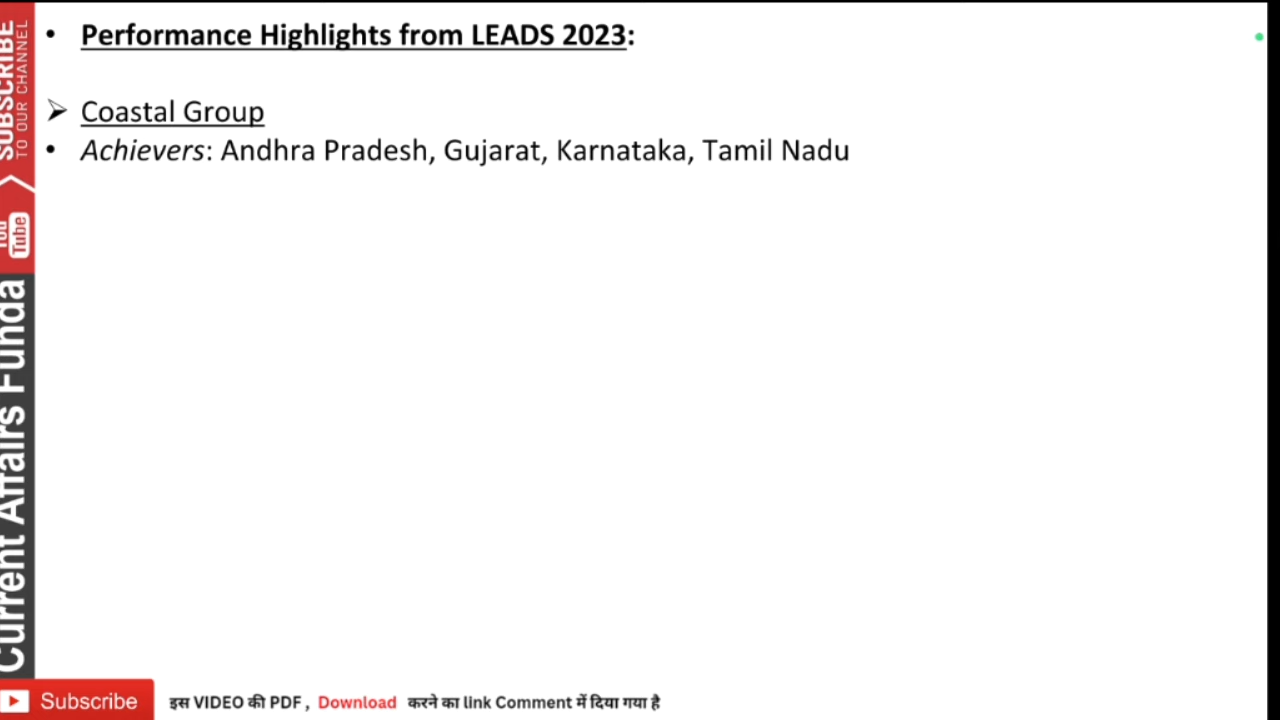 • Performance Highlights from LEADS 2023:
➢ Coastal Group
• Achievers: Andhra Pradesh, Gujarat, Karnataka, Tamil Nadu
SUBSCRIBE
TO OUR CHANNEL
You
Tube
Current Affairs Funda
Subscribe
इस VIDEO की PDF , Download करने का link Comment में दिया गया है